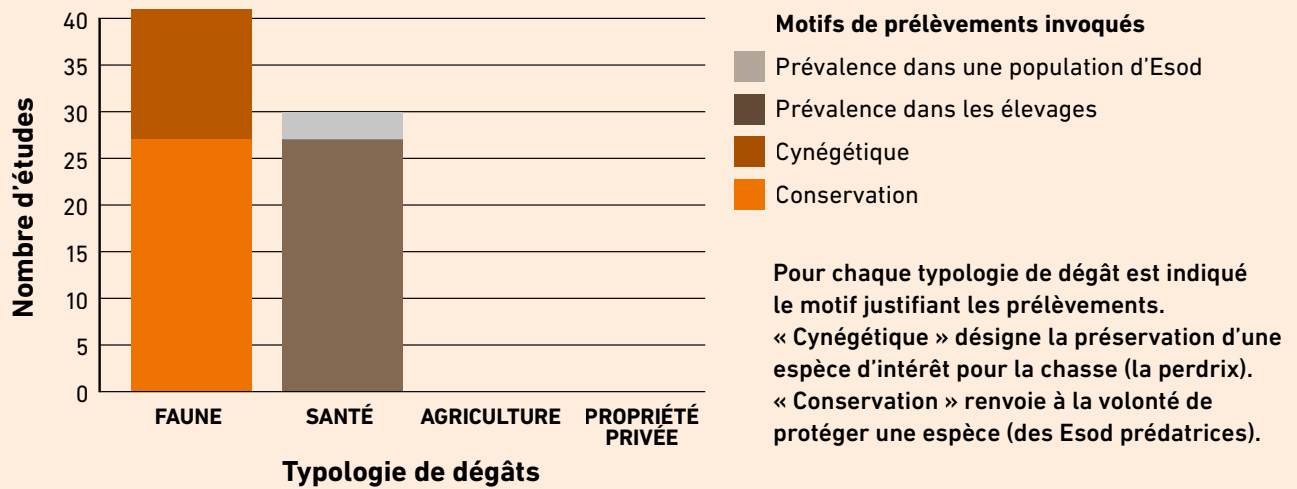 40
35
30
25
20
15
10
5
0
Nombre d'études
FAUNE
SANTÉ
AGRICULTURE
PROPRIÉTÉ
PRIVÉE
Typologie de dégâts
Motifs de prélèvements invoqués
Prévalence dans une population d'Esod
Prévalence dans les élevages
Cynégétique
Conservation
Pour chaque typologie de dégât est indiqué
le motif justifiant les prélèvements.
« Cynégétique » désigne la préservation d'une
espèce d'intérêt pour la chasse (la perdrix).
« Conservation » renvoie à la volonté de
protéger une espèce (des Esod prédatrices).